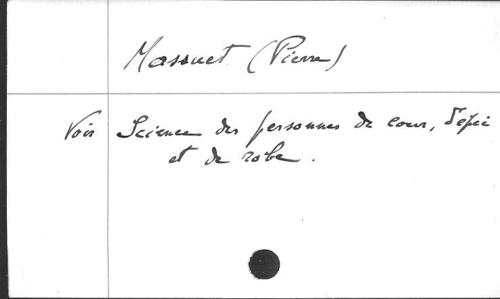 Massuet (Pierre)
Voir Science des personnes de cour, d'épée
et de robe.